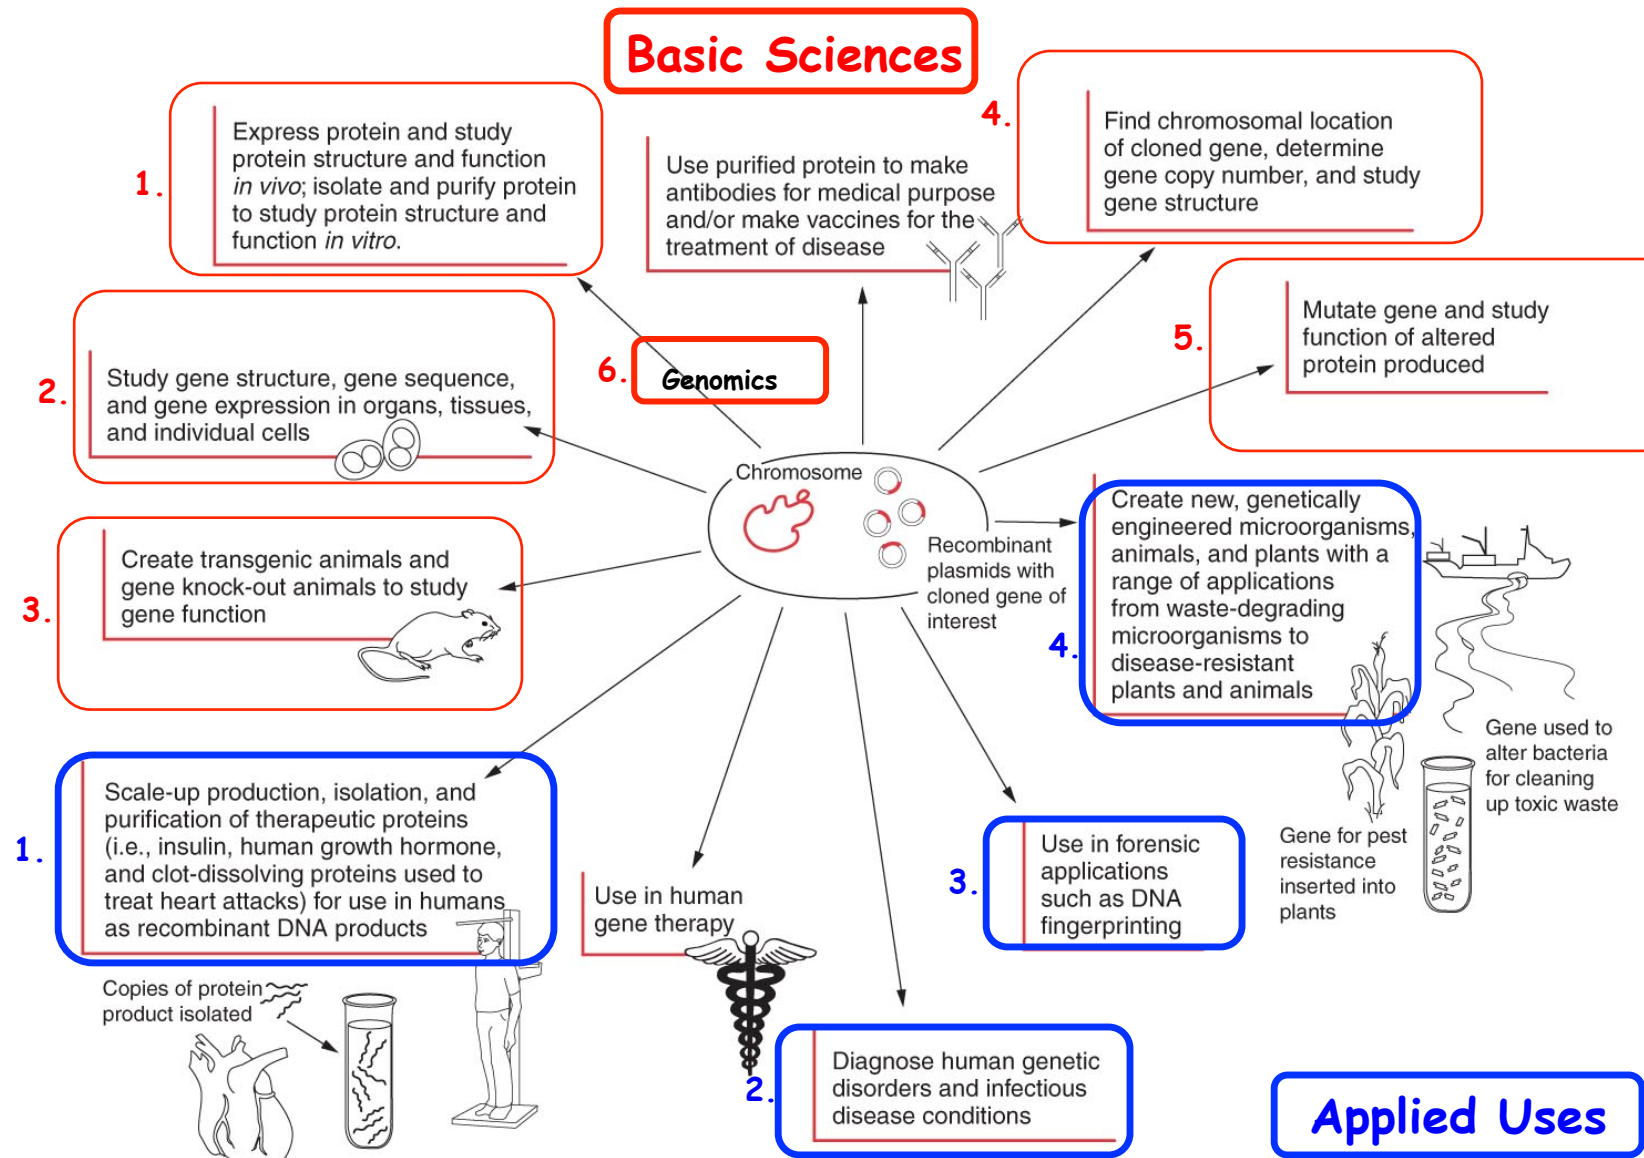 Basic Sciences
1.
Express protein and study
protein structure and function
in vivo; isolate and purify protein
to study protein structure and
function in vitro.
Use purified protein to make
antibodies for medical purpose
and/or make vaccines for the
treatment of disease
4.
Find chromosomal location
of cloned gene, determine
gene copy number, and study
gene structure
2.
Study gene structure, gene sequence,
and gene expression in organs, tissues,
and individual cells
6.
Genomics
5.
Mutate gene and study
function of altered
protein produced
3.
Create transgenic animals and
gene knock-out animals to study
gene function
Chromosome
Recombinant
plasmids with
cloned gene of
interest
4.
Create new, genetically
engineered microorganisms,
animals, and plants with a
range of applications
from waste-degrading
microorganisms to
disease-resistant
plants and animals
Gene used to
alter bacteria
for cleaning
up toxic waste
Gene for pest
resistance
inserted into
plants
1.
Scale-up production, isolation, and
purification of therapeutic proteins
(i.e., insulin, human growth hormone,
and clot-dissolving proteins used to
treat heart attacks) for use in humans
as recombinant DNA products
Copies of protein
product isolated
Use in human
gene therapy
3.
Use in forensic
applications
such as DNA
fingerprinting
2.
Diagnose human genetic
disorders and infectious
disease conditions
Applied Uses